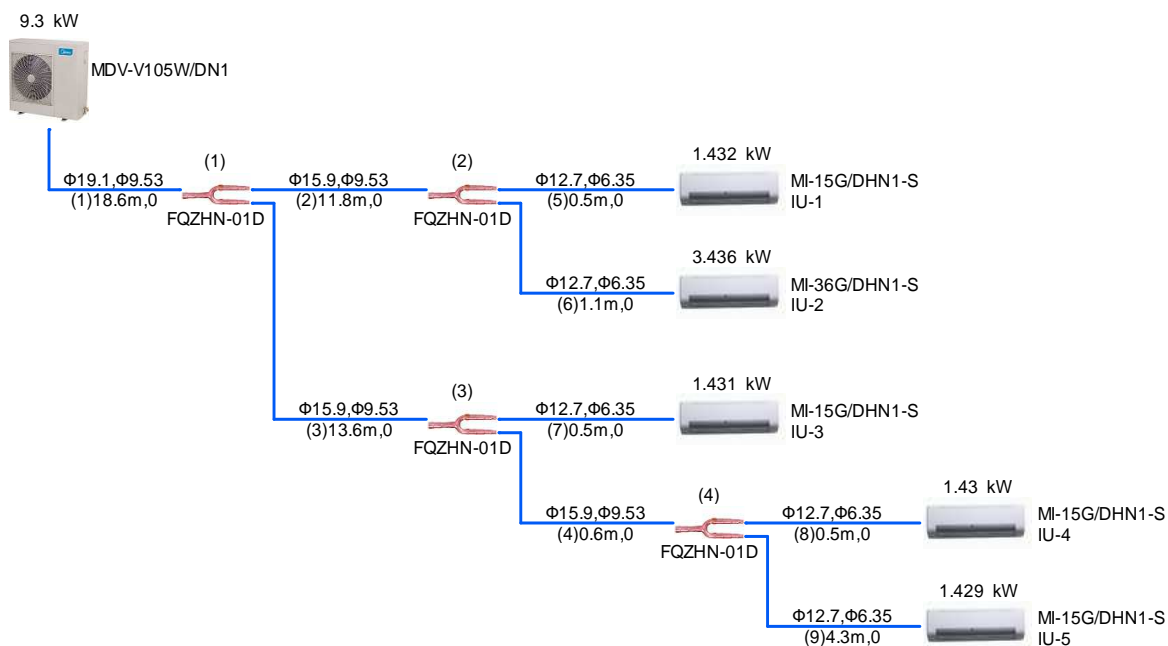 9.3 kW
MDV-V105W/DN1
(1)
Φ19.1,Φ9.53
(1)18.6m,0
FQZHN-01D
Φ15.9,Φ9.53
(2)11.8m,0
(2)
FQZHN-01D
Φ12.7,Φ6.35
(5)0.5m,0
1.432 kW
MI-15G/DHN1-S
IU-1
Φ12.7,Φ6.35
(6)1.1m,0
3.436 kW
MI-36G/DHN1-S
IU-2
Φ15.9,Φ9.53
(3)13.6m,0
(3)
FQZHN-01D
Φ12.7,Φ6.35
(7)0.5m,0
1.431 kW
MI-15G/DHN1-S
IU-3
Φ15.9,Φ9.53
(4)0.6m,0
(4)
FQZHN-01D
Φ12.7,Φ6.35
(8)0.5m,0
1.43 kW
MI-15G/DHN1-S
IU-4
Φ12.7,Φ6.35
(9)4.3m,0
1.429 kW
MI-15G/DHN1-S
IU-5